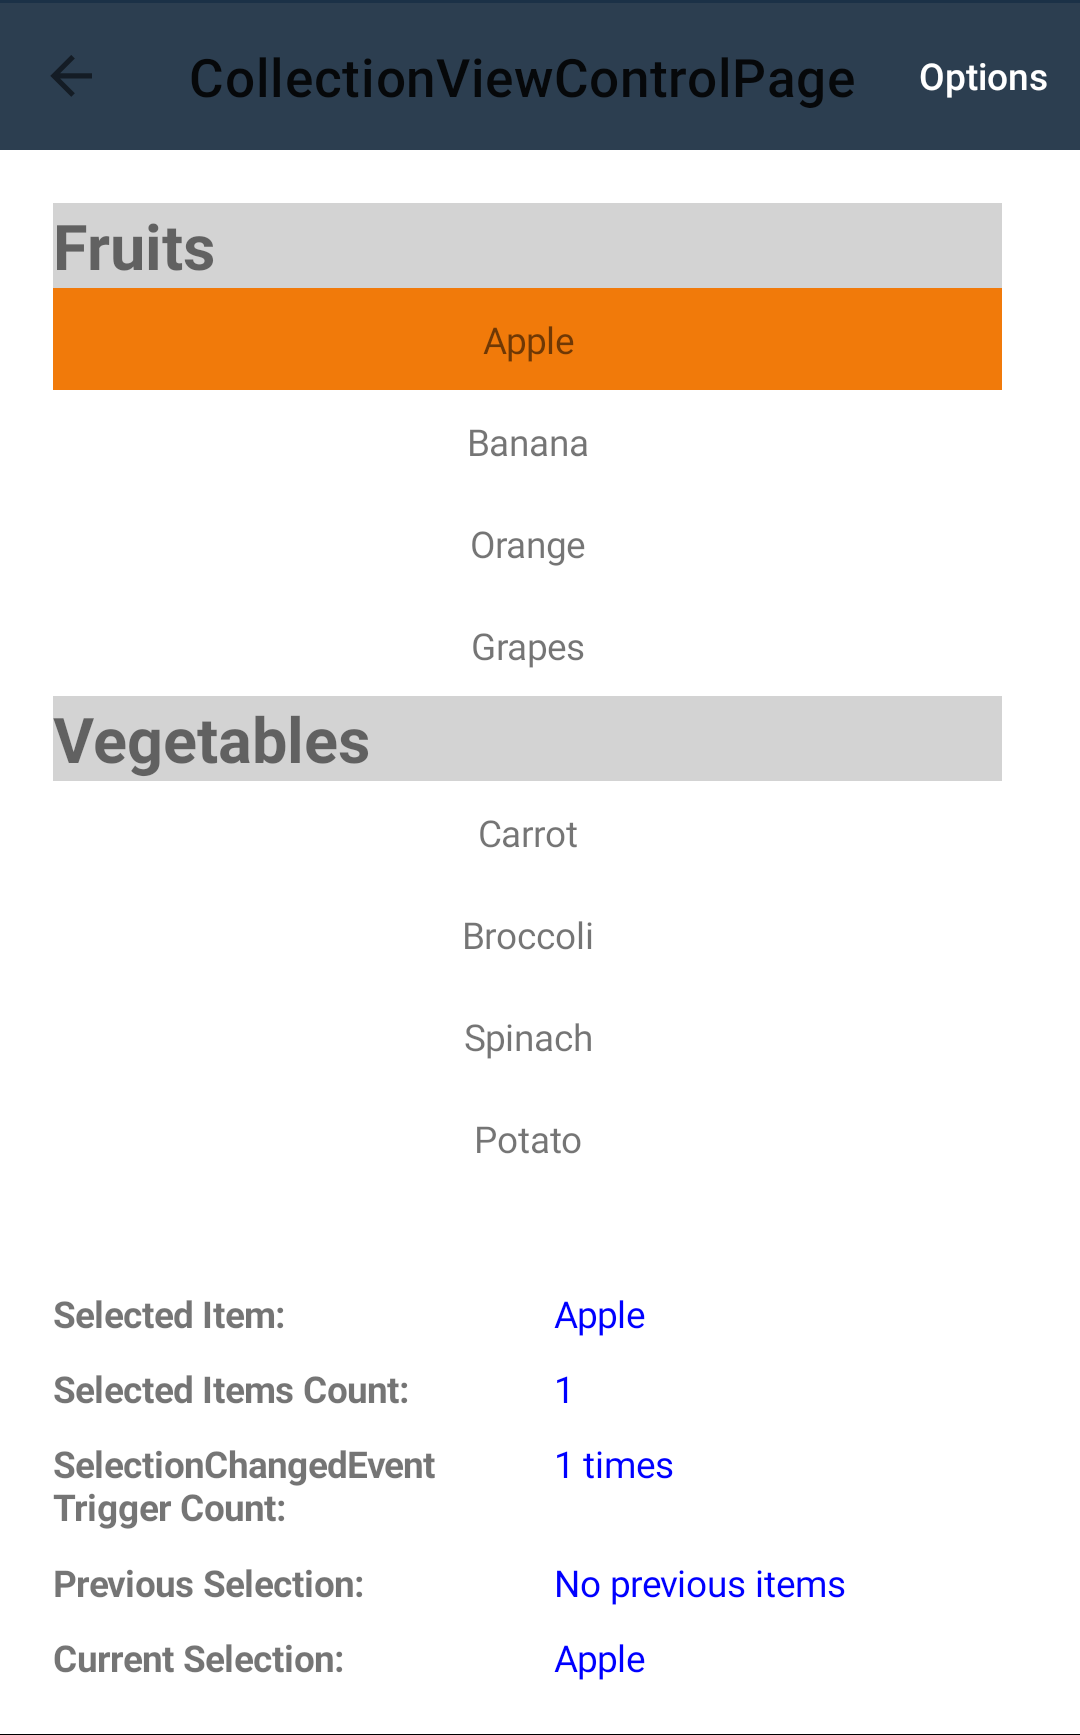 CollectionViewControlPage Options
Fruits
Apple
Banana
Orange
Grapes
Vegetables
Carrot
Broccoli
Spinach
Potato
Selected Item: Apple
Selected Items Count: 1
SelectionChangedEvent 1 times
Trigger Count:
Previous Selection: No previous items
Current Selection: Apple